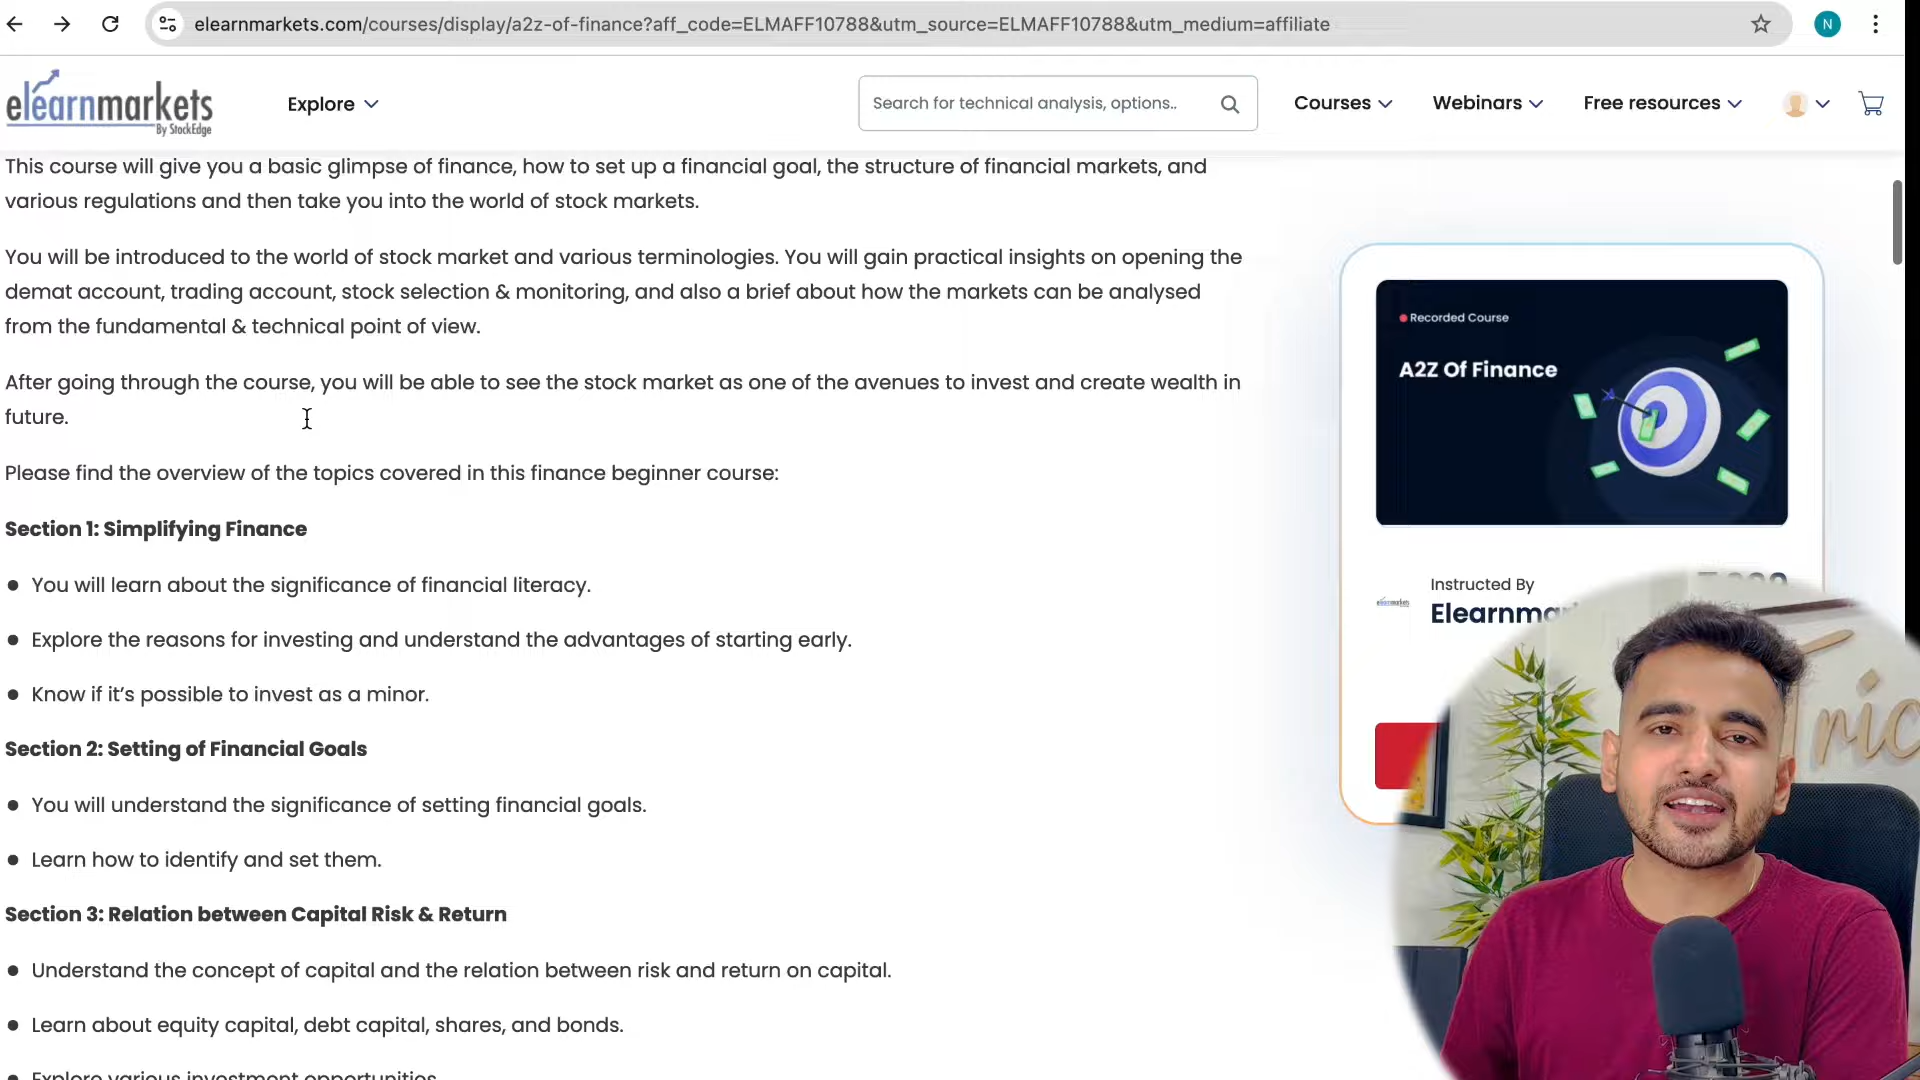 elearnmarkets.com/courses/display/a2z-of-finance?aff_code=ELMAFF10788&utm_source=ELMAFF10788&utm_medium=affiliate
N
elearnmarkets
By StockEdge
Explore
Search for technical analysis, options..
Courses
Webinars
Free resources
This course will give you a basic glimpse of finance, how to set up a financial goal, the structure of financial markets, and
various regulations and then take you into the world of stock markets.
You will be introduced to the world of stock market and various terminologies. You will gain practical insights on opening the
demat account, trading account, stock selection & monitoring, and also a brief about how the markets can be analysed
from the fundamental & technical point of view.
After going through the course, you will be able to see the stock market as one of the avenues to invest and create wealth in
future.
Please find the overview of the topics covered in this finance beginner course:
Section 1: Simplifying Finance
● You will learn about the significance of financial literacy.
● Explore the reasons for investing and understand the advantages of starting early.
● Know if it’s possible to invest as a minor.
Section 2: Setting of Financial Goals
● You will understand the significance of setting financial goals.
● Learn how to identify and set them.
Section 3: Relation between Capital Risk & Return
● Understand the concept of capital and the relation between risk and return on capital.
● Learn about equity capital, debt capital, shares, and bonds.
● Explore various investment opportunities
Recorded Course
A2Z Of Finance
Instructed By
elearnmarkets
Elearnma
Tric